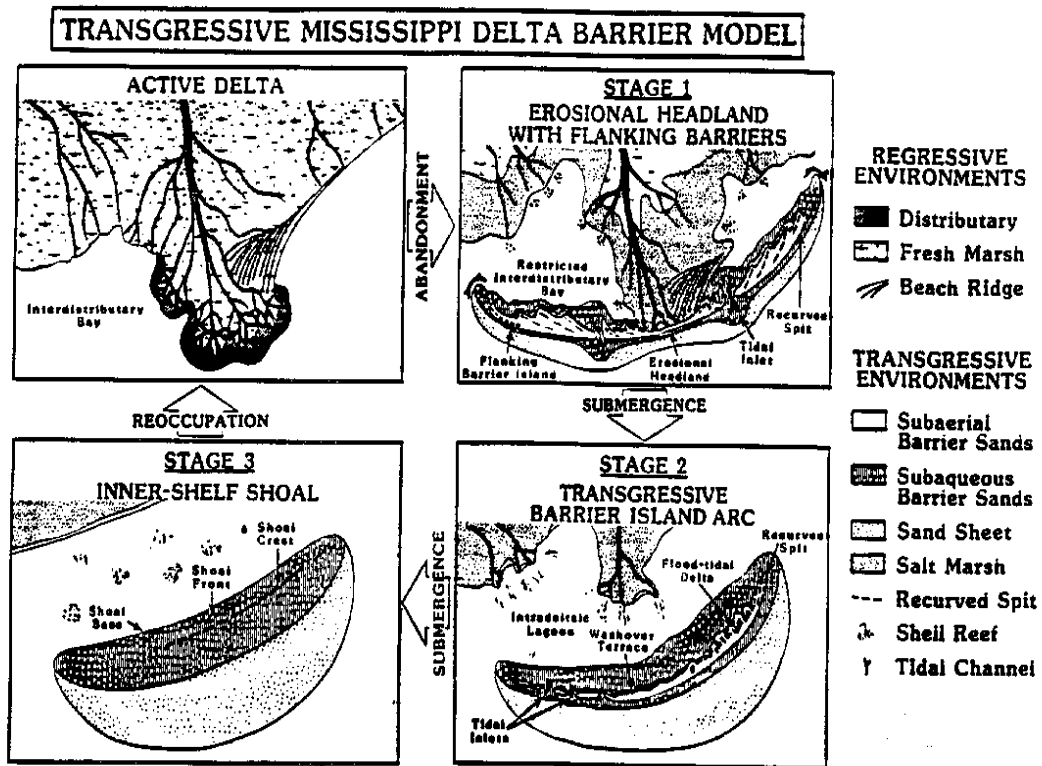 TRANSGRESSIVE MISSISSIPPI DELTA BARRIER MODEL
ACTIVE DELTA
Interdistributary
Bay
ABANDONMENT
STAGE 1
EROSIONAL HEADLAND
WITH FLANKING BARRIERS
Restricted
Interdistributary
Bay
Flanking
Barrier Island
Erosional
Headland
Tidal
Inlet
Recurved
Spit
SUBMERGENCE
STAGE 2
TRANSGRESSIVE
BARRIER ISLAND ARC
Recurved
Spit
Flood-tidal
Delta
Intradeltaic
Lagoon
Washover
Terrace
Tidal
Inlets
SUBMERGENCE
STAGE 3
INNER-SHELF SHOAL
Shoal
Crest
Shoal
Front
Shoal
Base
REOCCUPATION
REGRESSIVE
ENVIRONMENTS
Distributary
Fresh Marsh
Beach Ridge
TRANSGRESSIVE
ENVIRONMENTS
Subaerial
Barrier Sands
Subaqueous
Barrier Sands
Sand Sheet
Salt Marsh
Recurved Spit
Shell Reef
Tidal Channel